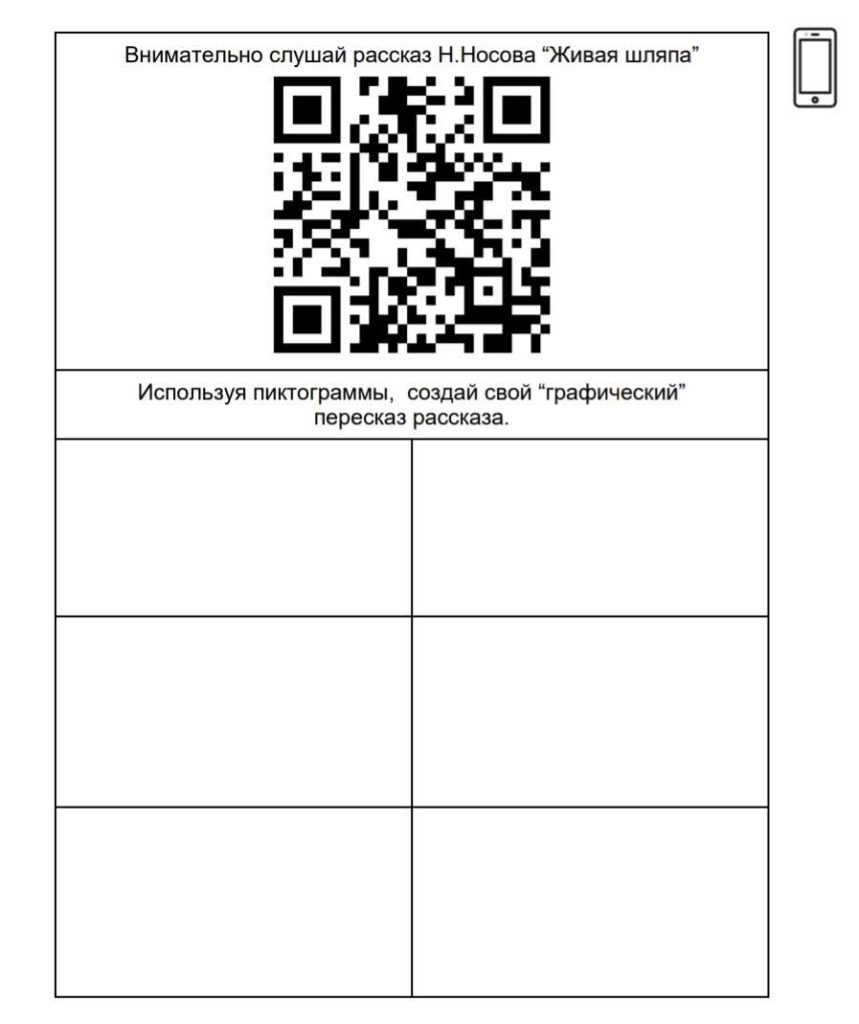 Внимательно слушай рассказ Н.Носова “Живая шляпа”
Используя пиктограммы,  создай свой “графический”
пересказ рассказа.